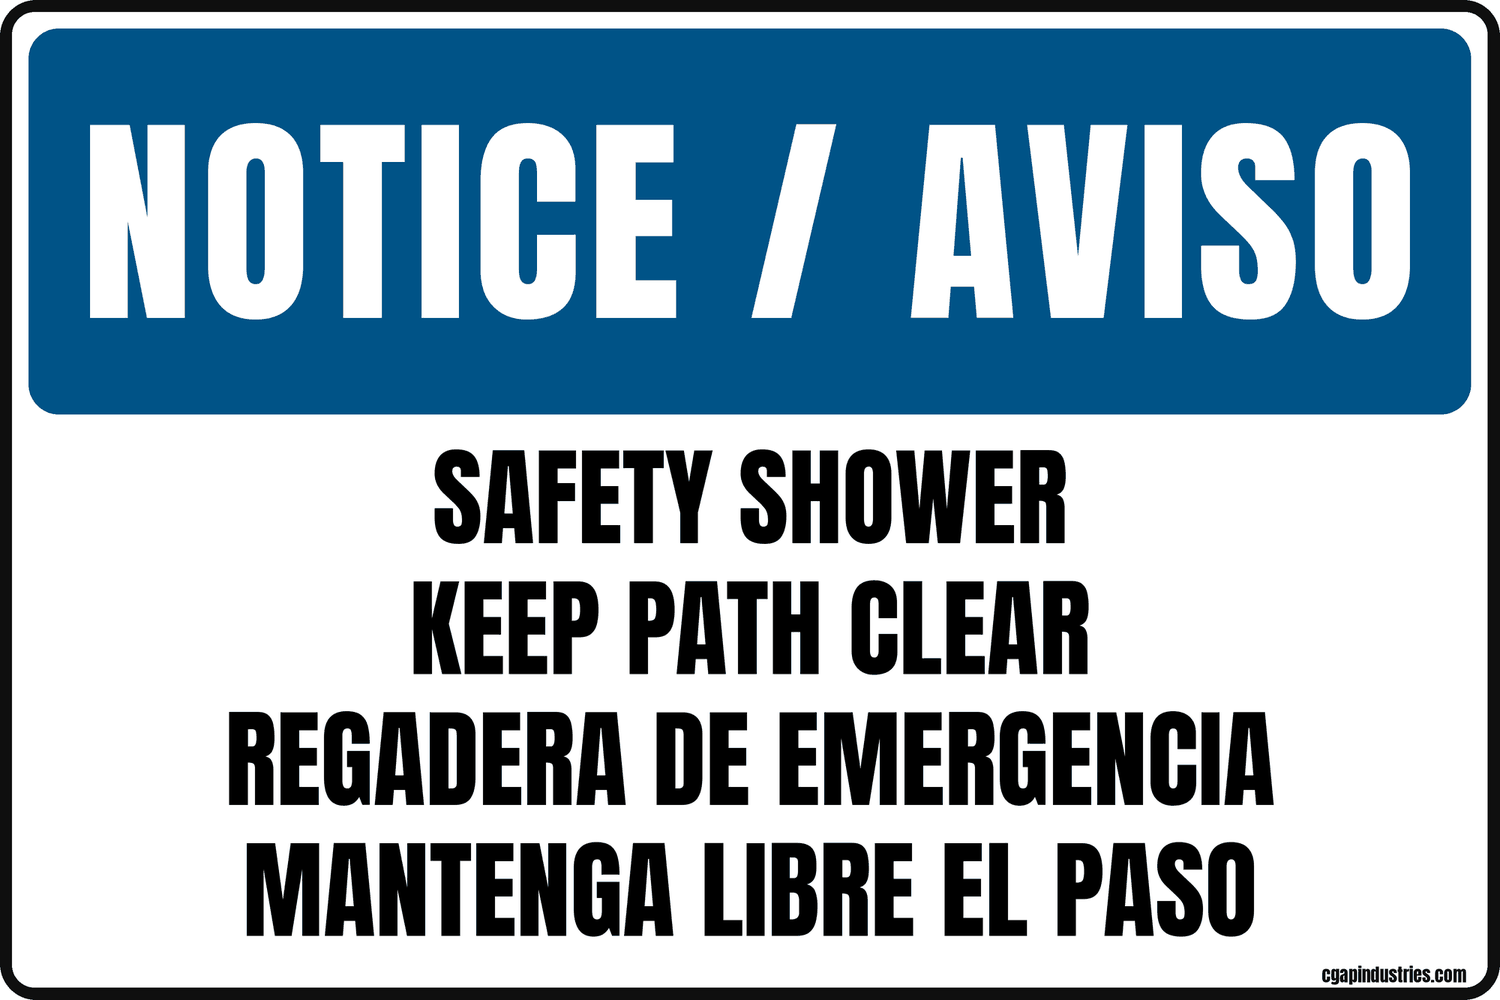 NOTICE / AVISO
SAFETY SHOWER
KEEP PATH CLEAR
REGADERA DE EMERGENCIA
MANTENGA LIBRE EL PASO
cgapindustries.com